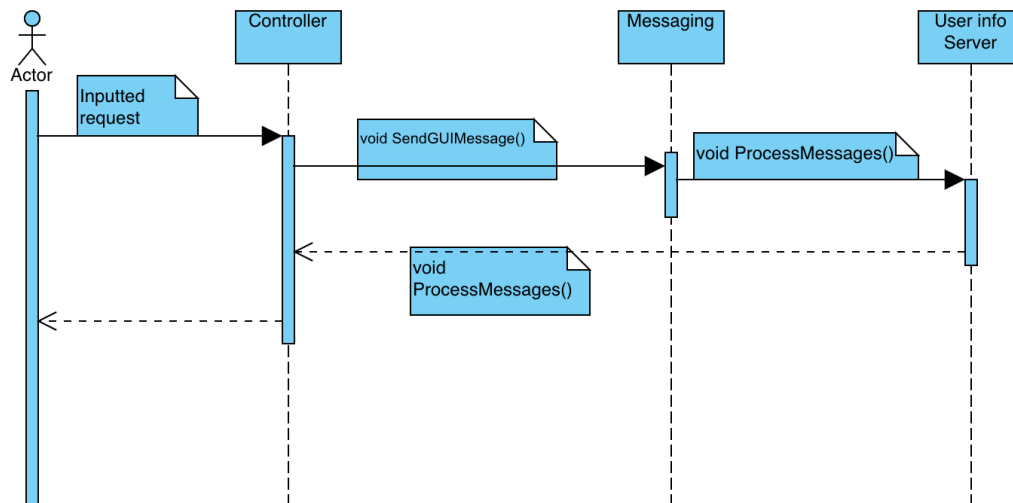 Controller
Messaging
User info
Server
Actor
Inputted
request
void SendGUIMessage()
void ProcessMessages()
void
ProcessMessages()